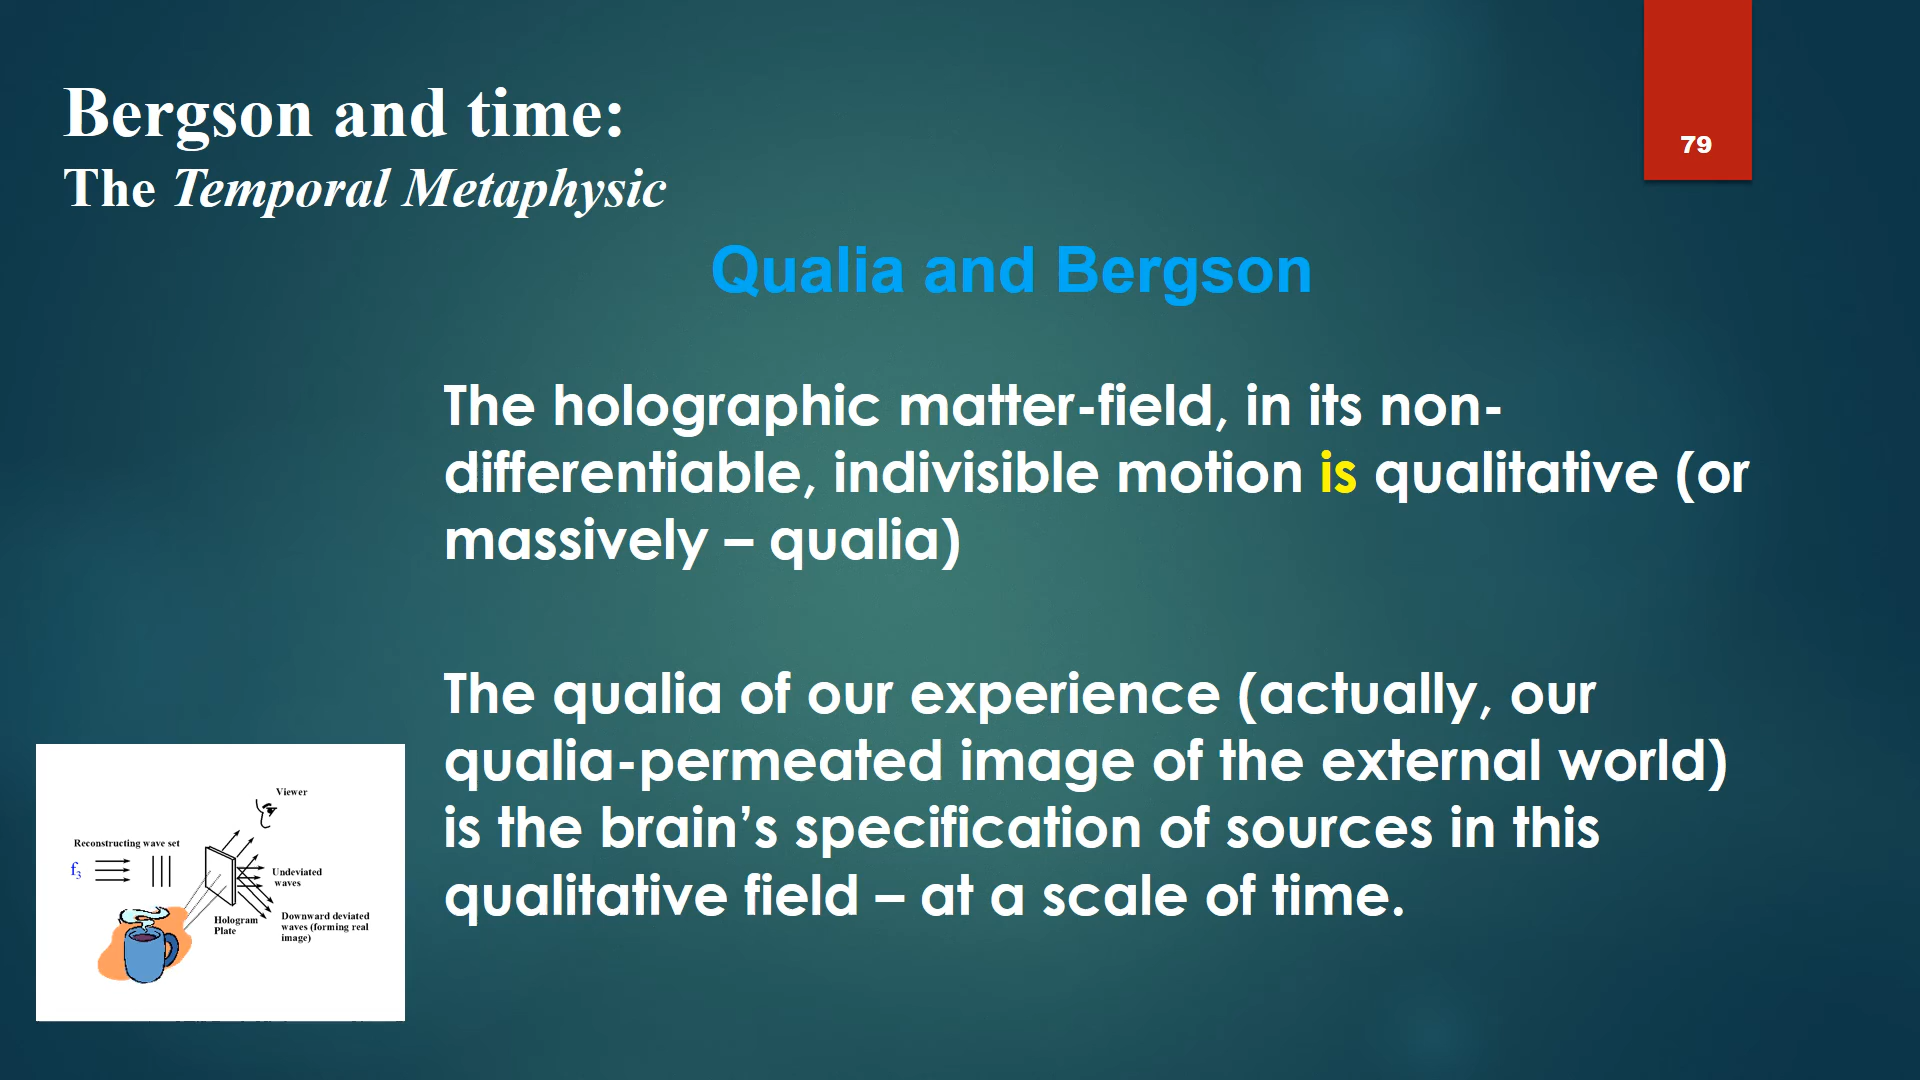 79
Bergson and time:
The Temporal Metaphysic
Qualia and Bergson
The holographic matter-field, in its non-
differentiable, indivisible motion is qualitative (or
massively – qualia)
The qualia of our experience (actually, our
qualia-permeated image of the external world)
is the brain’s specification of sources in this
qualitative field – at a scale of time.
Viewer
Reconstructing wave set
f3
Undeviated
waves
Hologram
Plate
Downward deviated
waves (forming real
image)